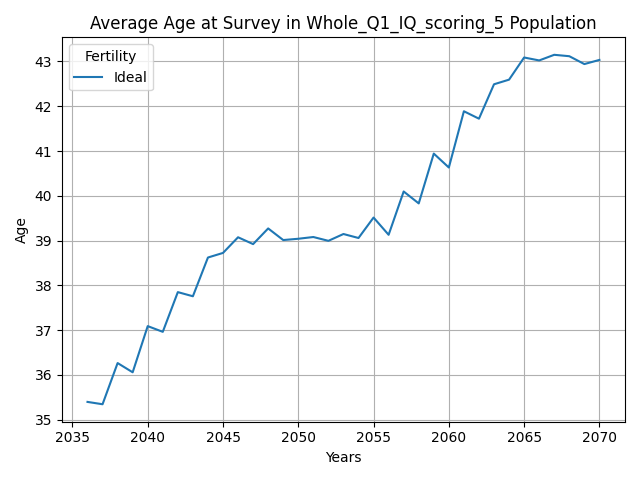 Average Age at Survey in Whole_Q1_IQ_scoring_5 Population
Fertility
Ideal
43
42
41
40
39
38
37
36
35
Age
2035 2040 2045 2050 2055 2060 2065 2070
Years